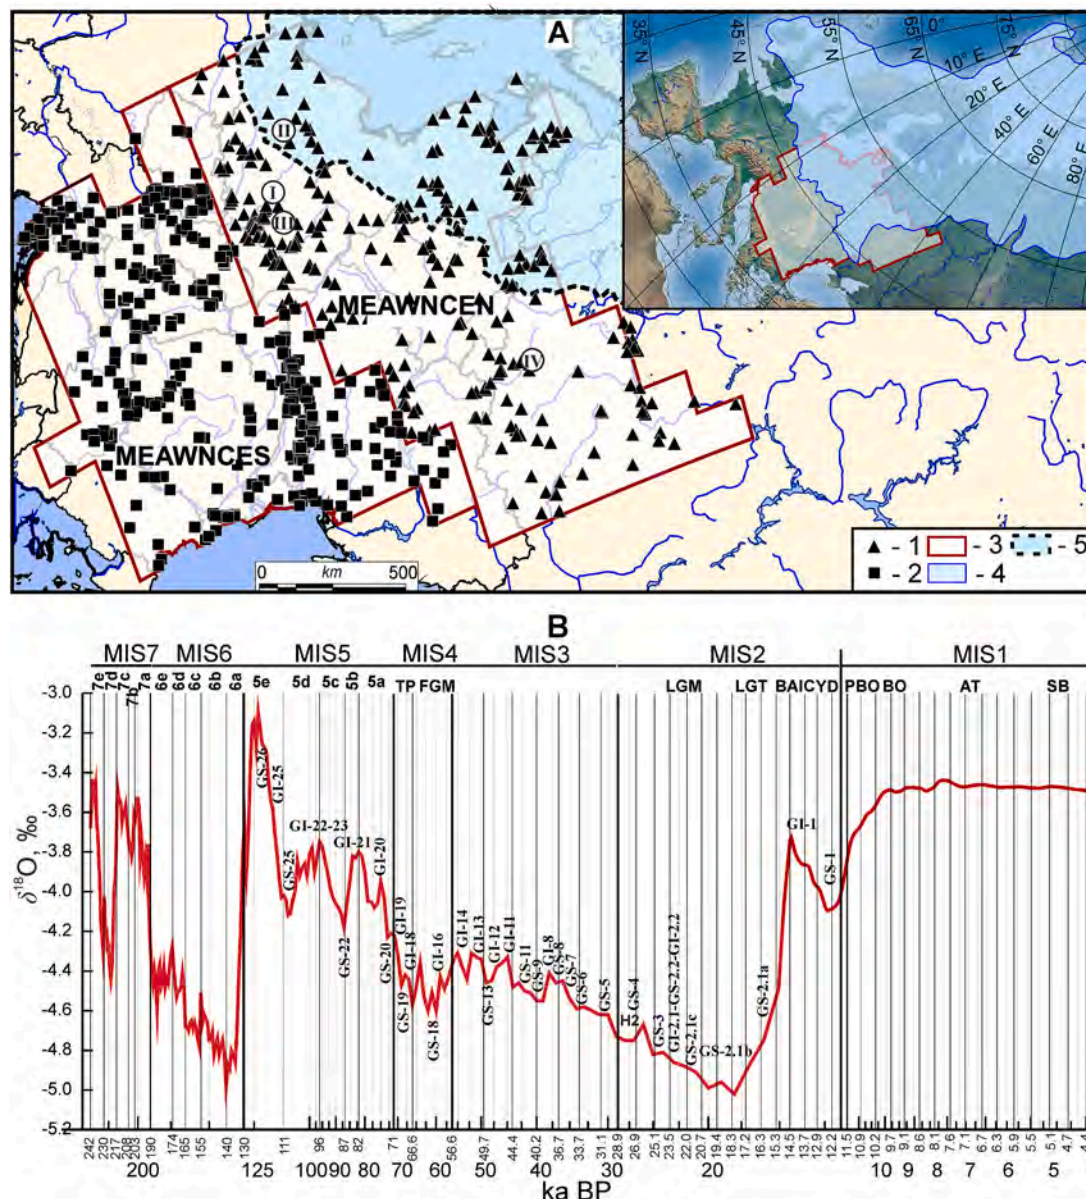 A
35° N
45° N
55° N
65° N
75° N
0°
10° E
20° E
40° E
60° E
80° E
II
I
III
MEAWNCEN
IV
MEAWNCES
0 km 500
- 1 - 3 - 5
- 2 - 4
B
MIS7 MIS6 MIS5 MIS4 MIS3 MIS2 MIS1
7e 7d 7c 7b 7a 6e 6d 6c 6b 6a 5e 5d 5c 5b 5a TP FGM LGM LGT BAICYD PBO BO AT SB
δ¹⁸O, ‰
-3.0
-3.2
-3.4
-3.6
-3.8
-4.0
-4.2
-4.4
-4.6
-4.8
-5.0
-5.2
GS-26
GI-25
GS-25
GI-22-23
GS-22
GI-21
GI-20
GS-20
GI-19
GS-19
GI-18
GS-18
GI-16
GI-14
GI-13
GS-13
GI-12
GI-11
GS-11
GS-9
GI-8
GS-8
GS-7
GS-6
GS-5
H2
GS-4
GS-3
GI-2.1-GS-2.2-GI-2.2
GS-2.1c
GS-2.1b
GS-2.1a
GI-1
GS-1
242 230 217 208 203 190 174 165 155 140 130 111 96 87 82 71 66.6 56.6 49.7 44.4 40.2 36.7 33.7 31.1 28.9 26.9 25.1 23.5 22.0 20.7 19.4 18.3 17.2 16.3 15.3 14.5 13.7 12.9 12.2 11.5 10.9 10.2 9.7 9.1 8.6 8.1 7.6 7.1 6.7 6.3 5.9 5.5 5.1 4.7
200 125 100 90 80 70 60 50 40 30 20 10 9 8 7 6 5
ka BP